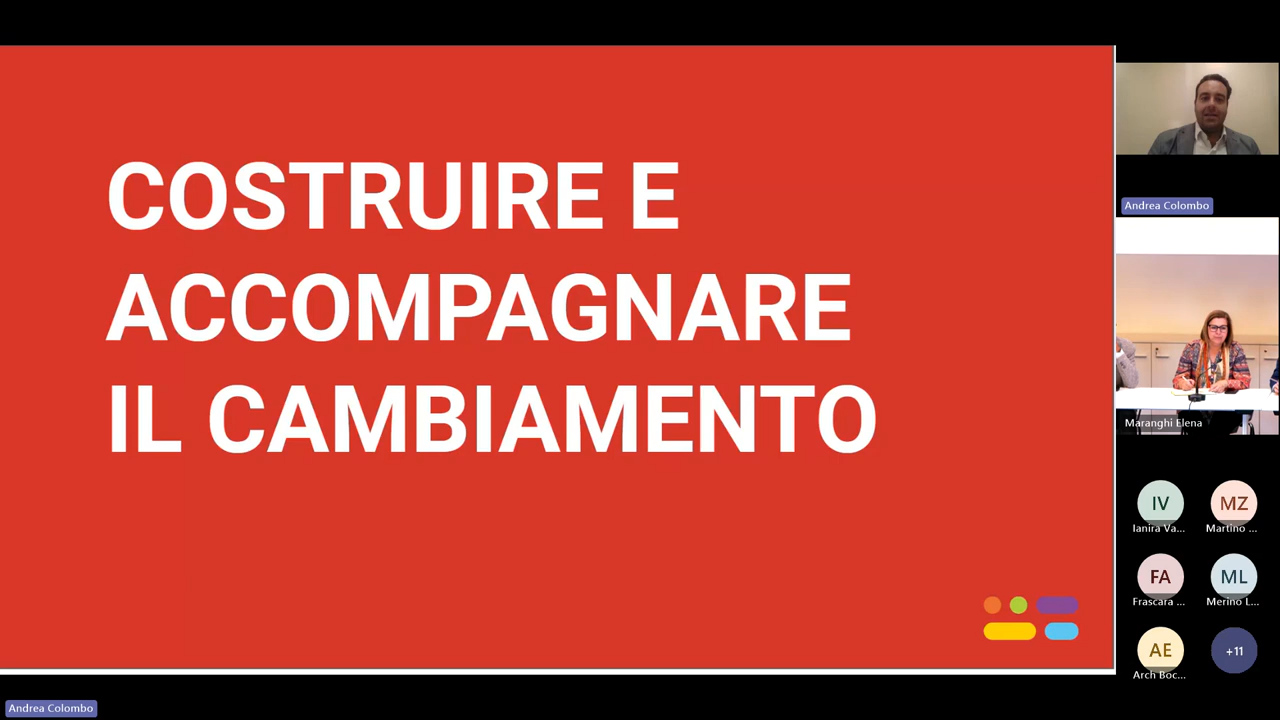 COSTRUIRE E
ACCOMPAGNARE
IL CAMBIAMENTO
Andrea Colombo
Maranghi Elena
IV
Ianira Va...
MZ
Martino ...
FA
Frascara ...
ML
Merino L...
AE
Arch Boc...
+11
Andrea Colombo